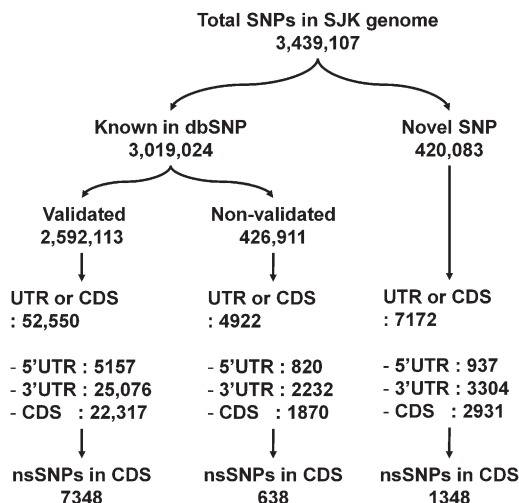 Total SNPs in SJK genome
3,439,107
Known in dbSNP
3,019,024
Novel SNP
420,083
Validated
2,592,113
Non-validated
426,911
UTR or CDS
: 52,550
- 5'UTR : 5157
- 3'UTR : 25,076
- CDS : 22,317
nsSNPs in CDS
7348
UTR or CDS
: 4922
- 5'UTR : 820
- 3'UTR : 2232
- CDS : 1870
nsSNPs in CDS
638
UTR or CDS
: 7172
- 5'UTR : 937
- 3'UTR : 3304
- CDS : 2931
nsSNPs in CDS
1348